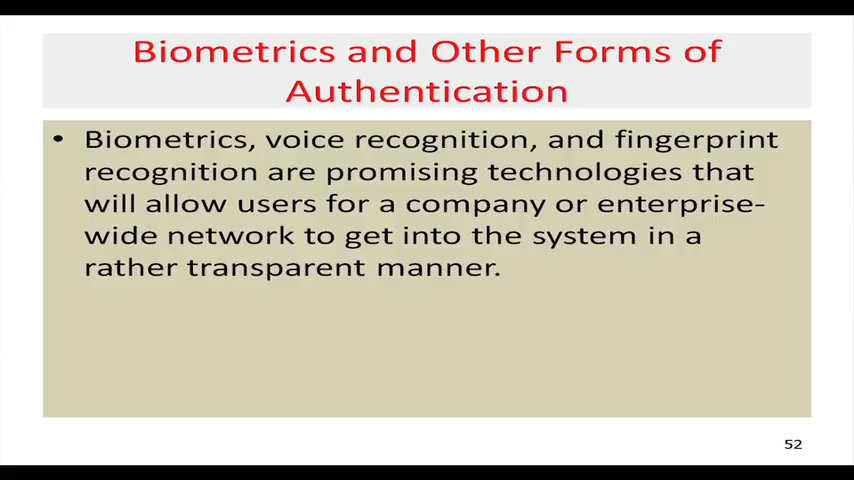 Biometrics and Other Forms of
Authentication
• Biometrics, voice recognition, and fingerprint
recognition are promising technologies that
will allow users for a company or enterprise-
wide network to get into the system in a
rather transparent manner.
52